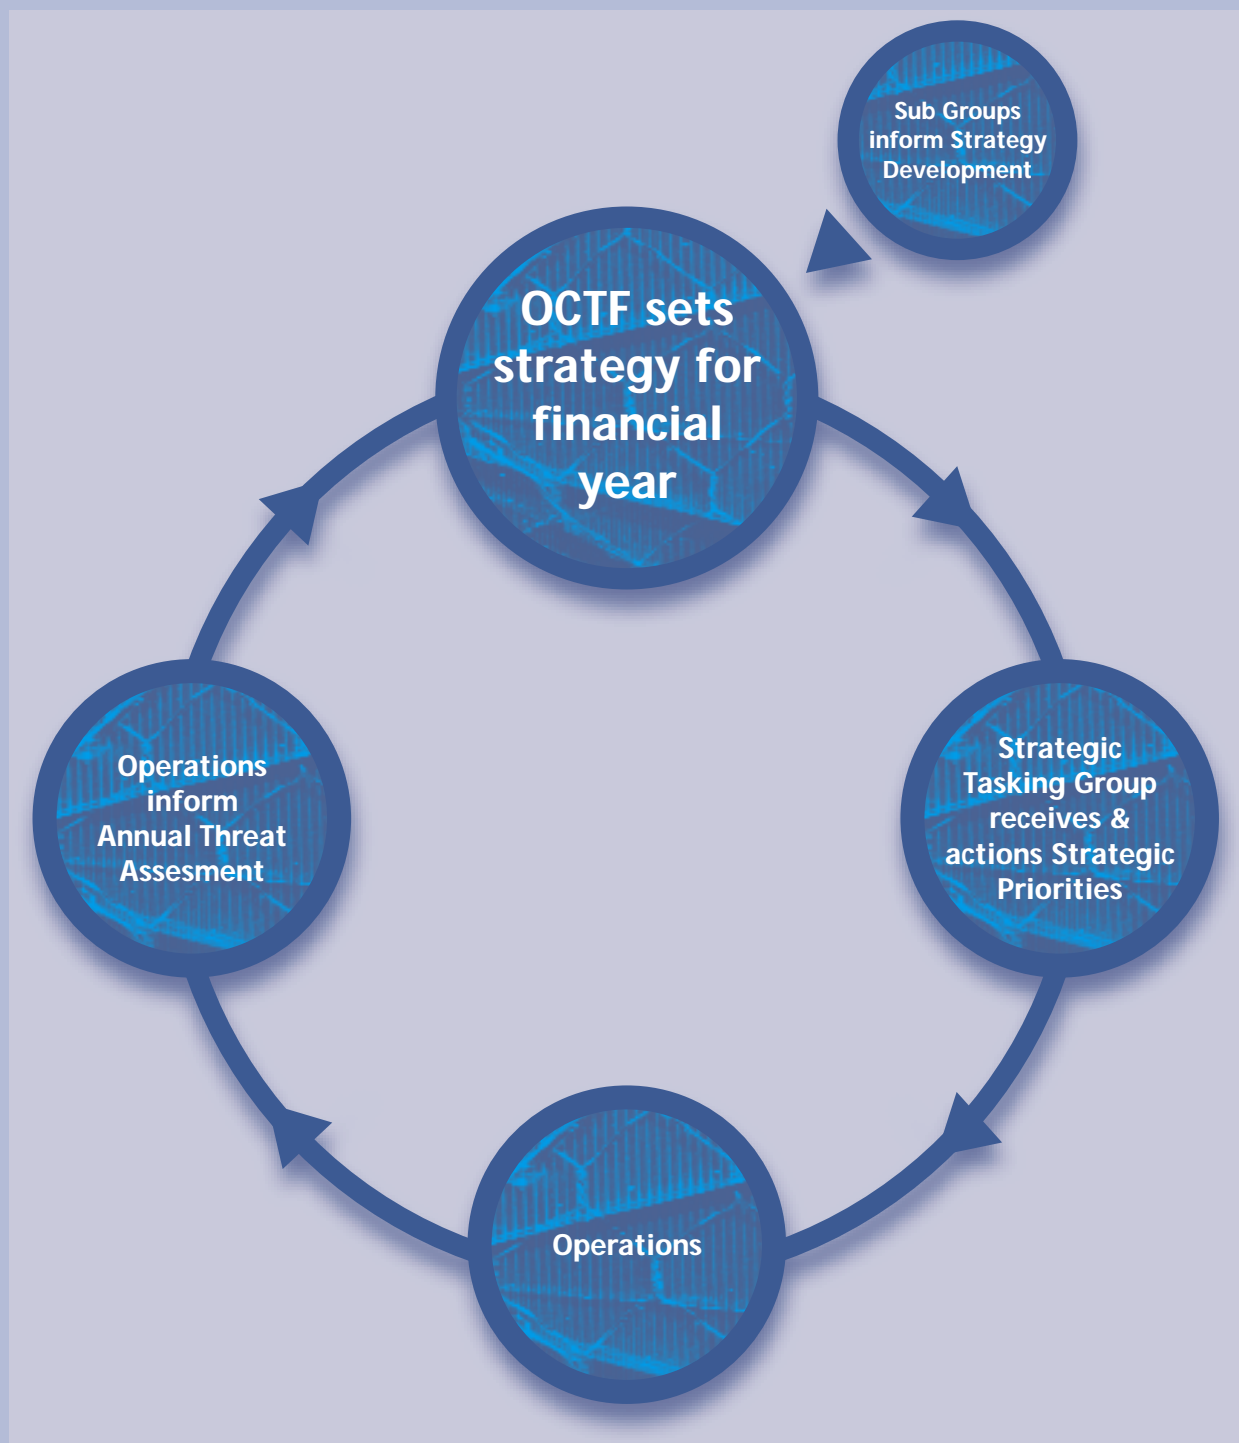 Sub Groups
inform Strategy
Development
OCTF sets
strategy for
financial
year
Strategic
Tasking Group
receives &
actions Strategic
Priorities
Operations
inform
Annual Threat
Assesment
Operations